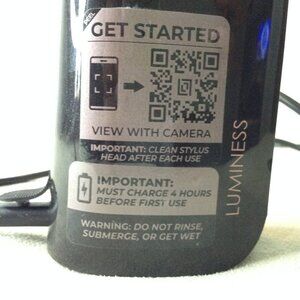 GET STARTED
VIEW WITH CAMERA
IMPORTANT: CLEAN STYLUS
HEAD AFTER EACH USE
IMPORTANT:
MUST CHARGE 4 HOURS
BEFORE FIRST USE
WARNING: DO NOT RINSE,
SUBMERGE, OR GET WET
LUMINESS